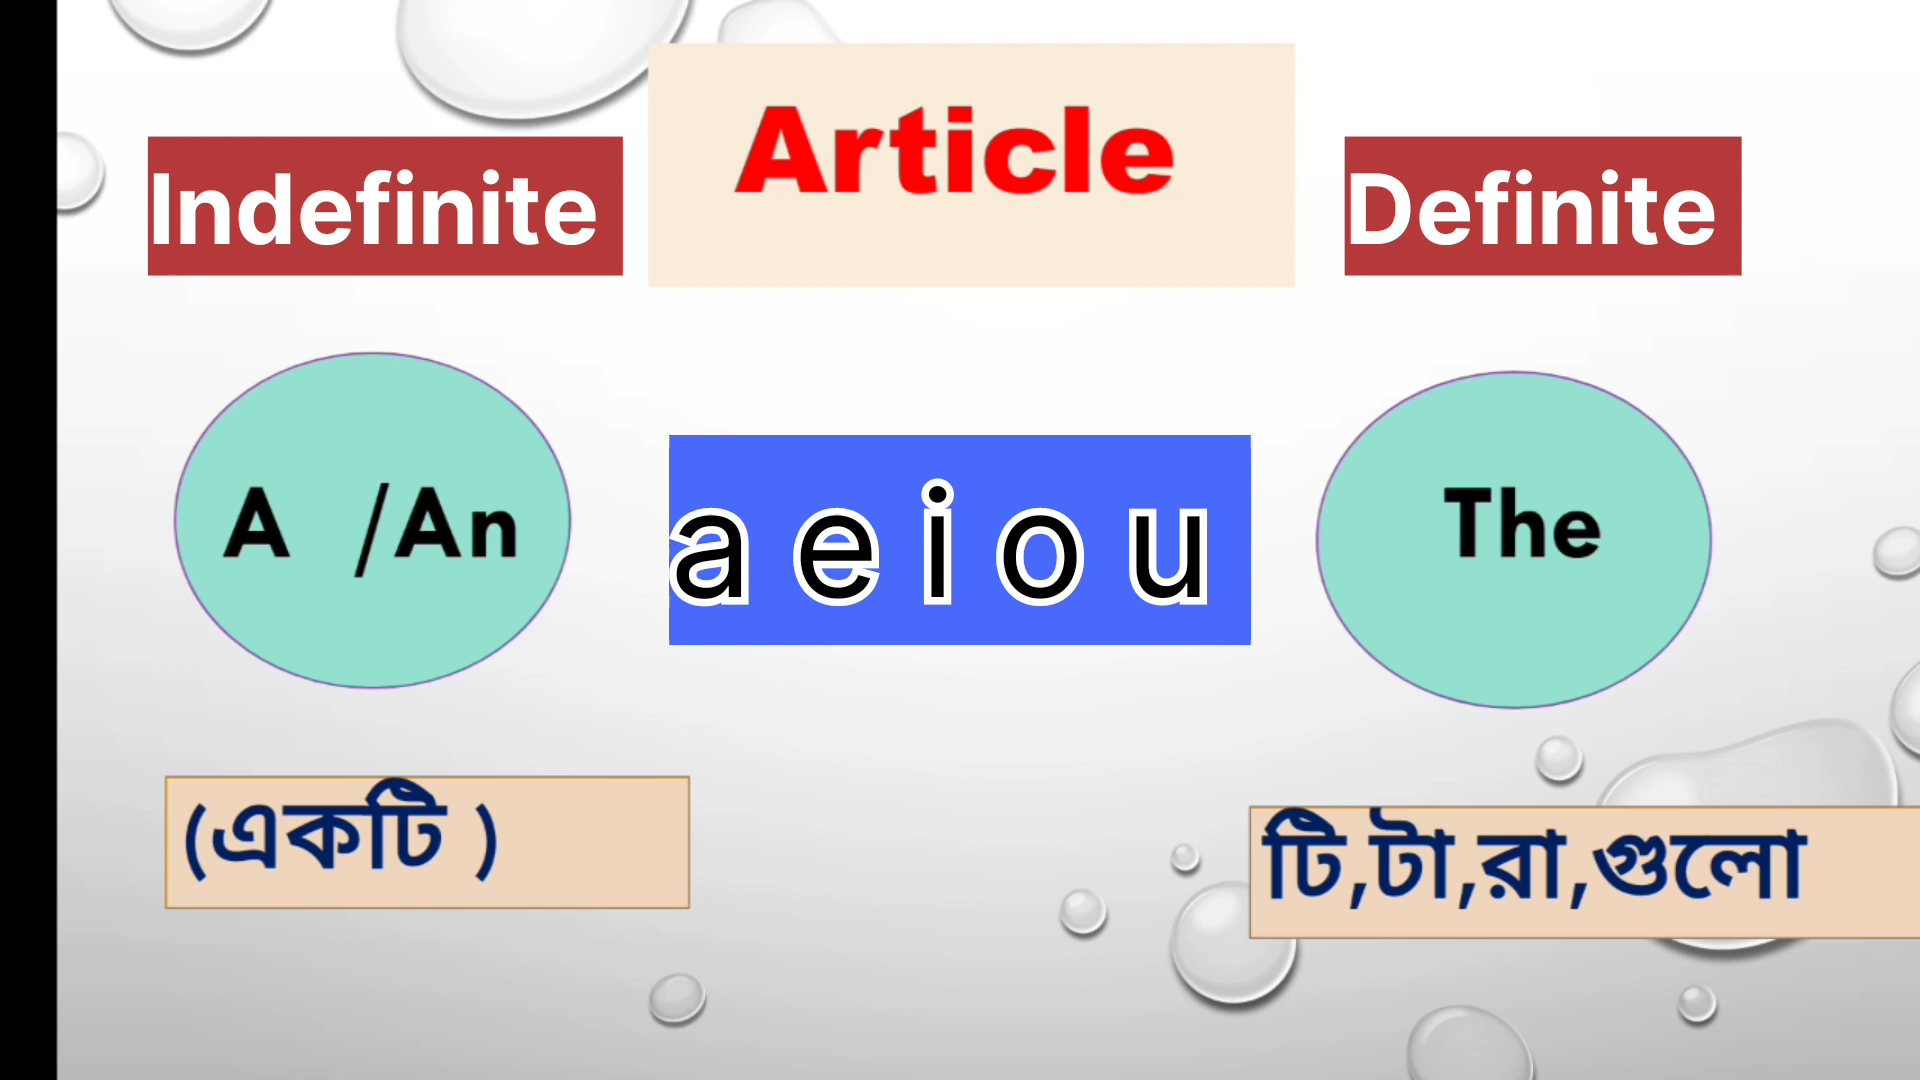 Article
Indefinite
Definite
A /An
a e i o u
The
(একটি )
টি,টা,রা,গুলো